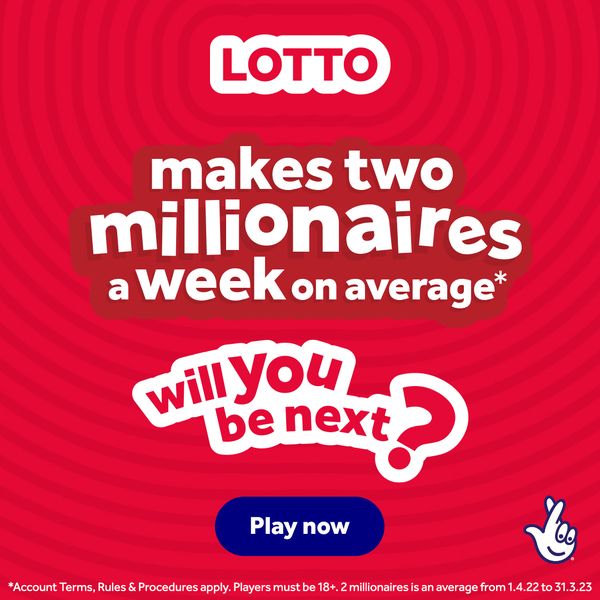 LOTTO
makes two
millionaires
a week on average*
will you
be next?
Play now
*Account Terms, Rules & Procedures apply. Players must be 18+. 2 millionaires is an average from 1.4.22 to 31.3.23